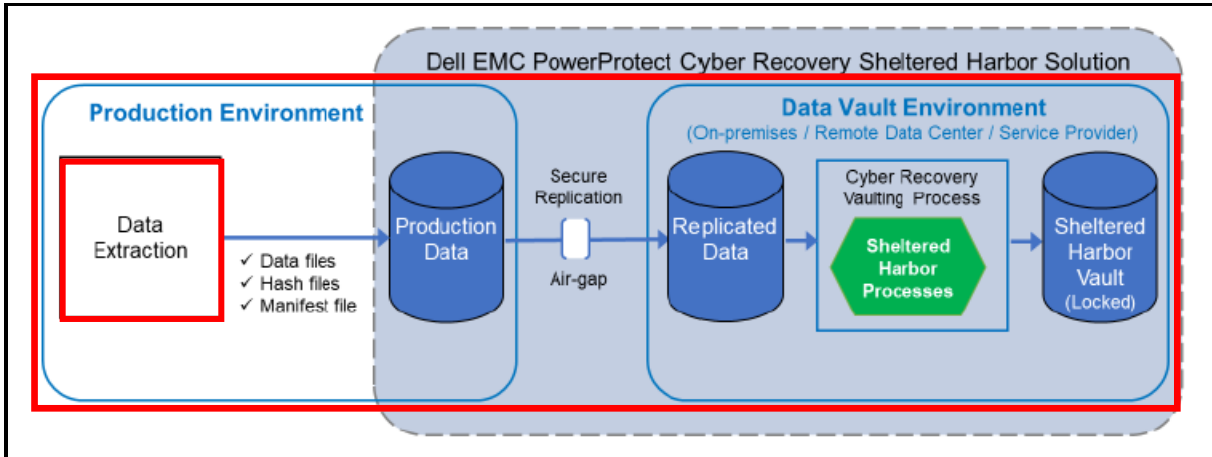 Dell EMC PowerProtect Cyber Recovery Sheltered Harbor Solution
Production Environment
Data Vault Environment
(On-premises / Remote Data Center / Service Provider)
Data
Extraction
✓ Data files
✓ Hash files
✓ Manifest file
Production
Data
Secure
Replication
Air-gap
Replicated
Data
Cyber Recovery
Vaulting Process
Sheltered
Harbor
Processes
Sheltered
Harbor
Vault
(Locked)